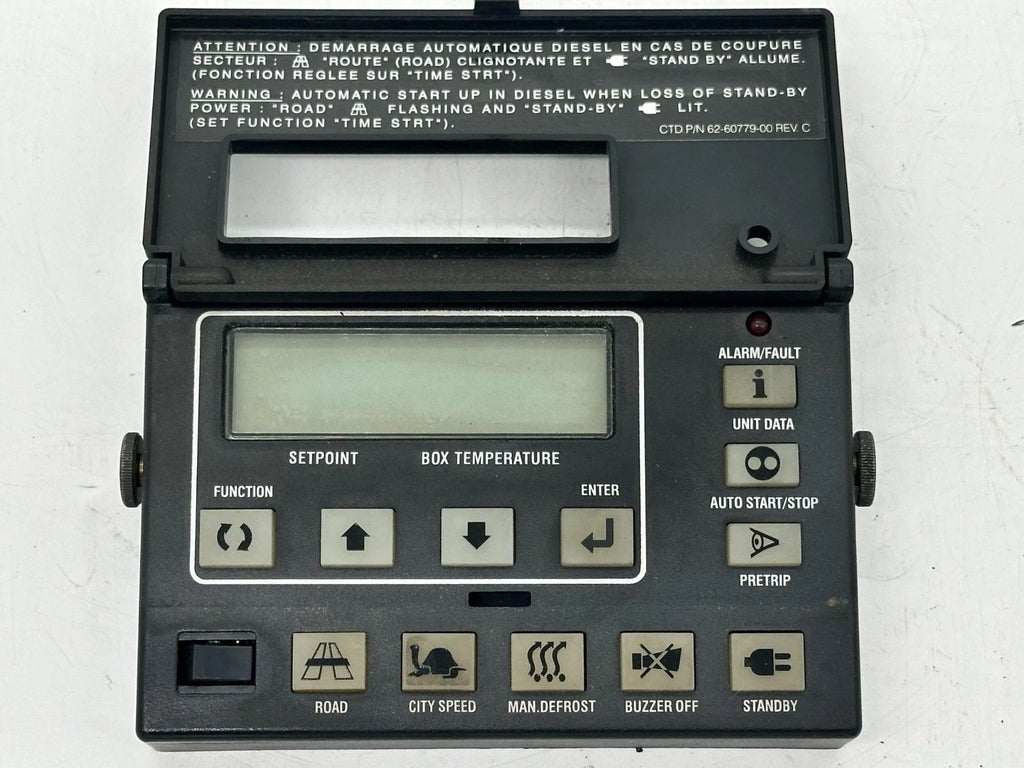 ATTENTION : DEMARRAGE AUTOMATIQUE DIESEL EN CAS DE COUPURE
SECTEUR : "ROUTE" (ROAD) CLIGNOTANTE ET "STAND BY" ALLUME.
(FONCTION REGLEE SUR "TIME STRT").
WARNING : AUTOMATIC START UP IN DIESEL WHEN LOSS OF STAND-BY
POWER : "ROAD" FLASHING AND "STAND-BY" LIT.
(SET FUNCTION "TIME STRT").
CTD P/N 62-60779-00 REV C
ALARM/FAULT
i
UNIT DATA
SETPOINT BOX TEMPERATURE
FUNCTION ENTER
AUTO START/STOP
PRETRIP
ROAD CITY SPEED MAN.DEFROST BUZZER OFF STANDBY